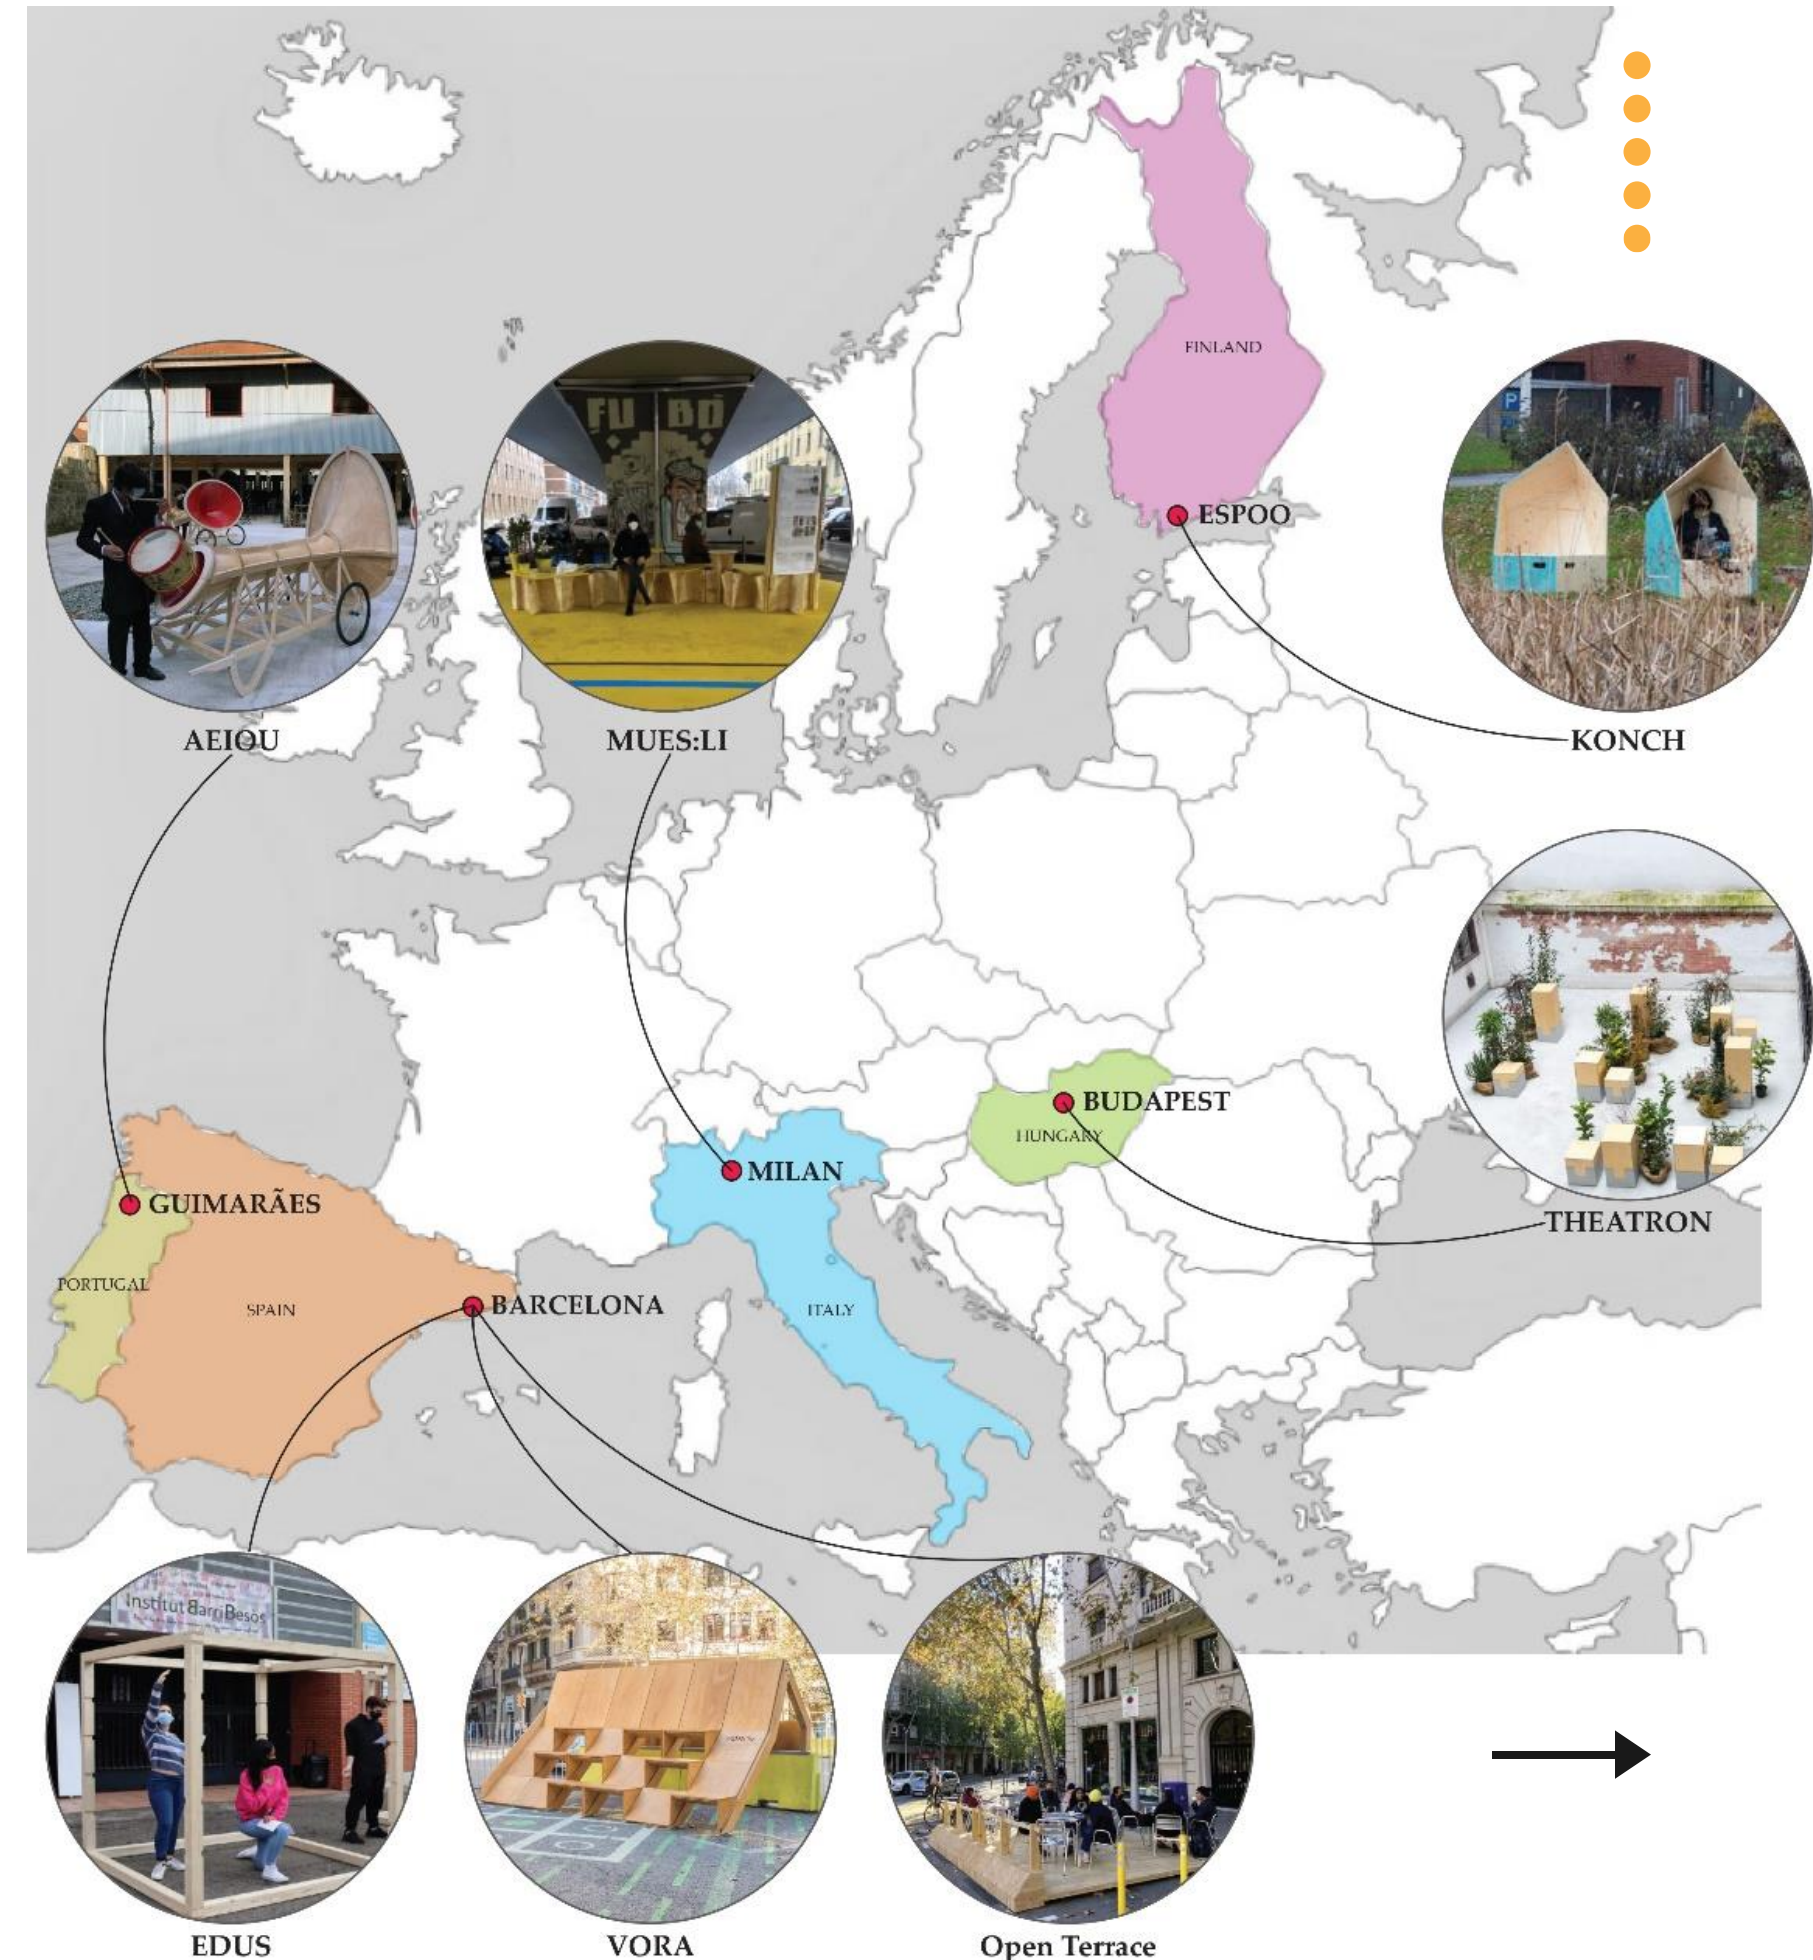 FINLAND
FU BO
P
ESPOO
AEIOU
MUES:LI
KONCH
BUDAPEST
HUNGARY
MILAN
GUIMARÃES
THEATRON
PORTUGAL
SPAIN
BARCELONA
ITALY
Institut Barri Besòs
EDUS
VORA
Open Terrace